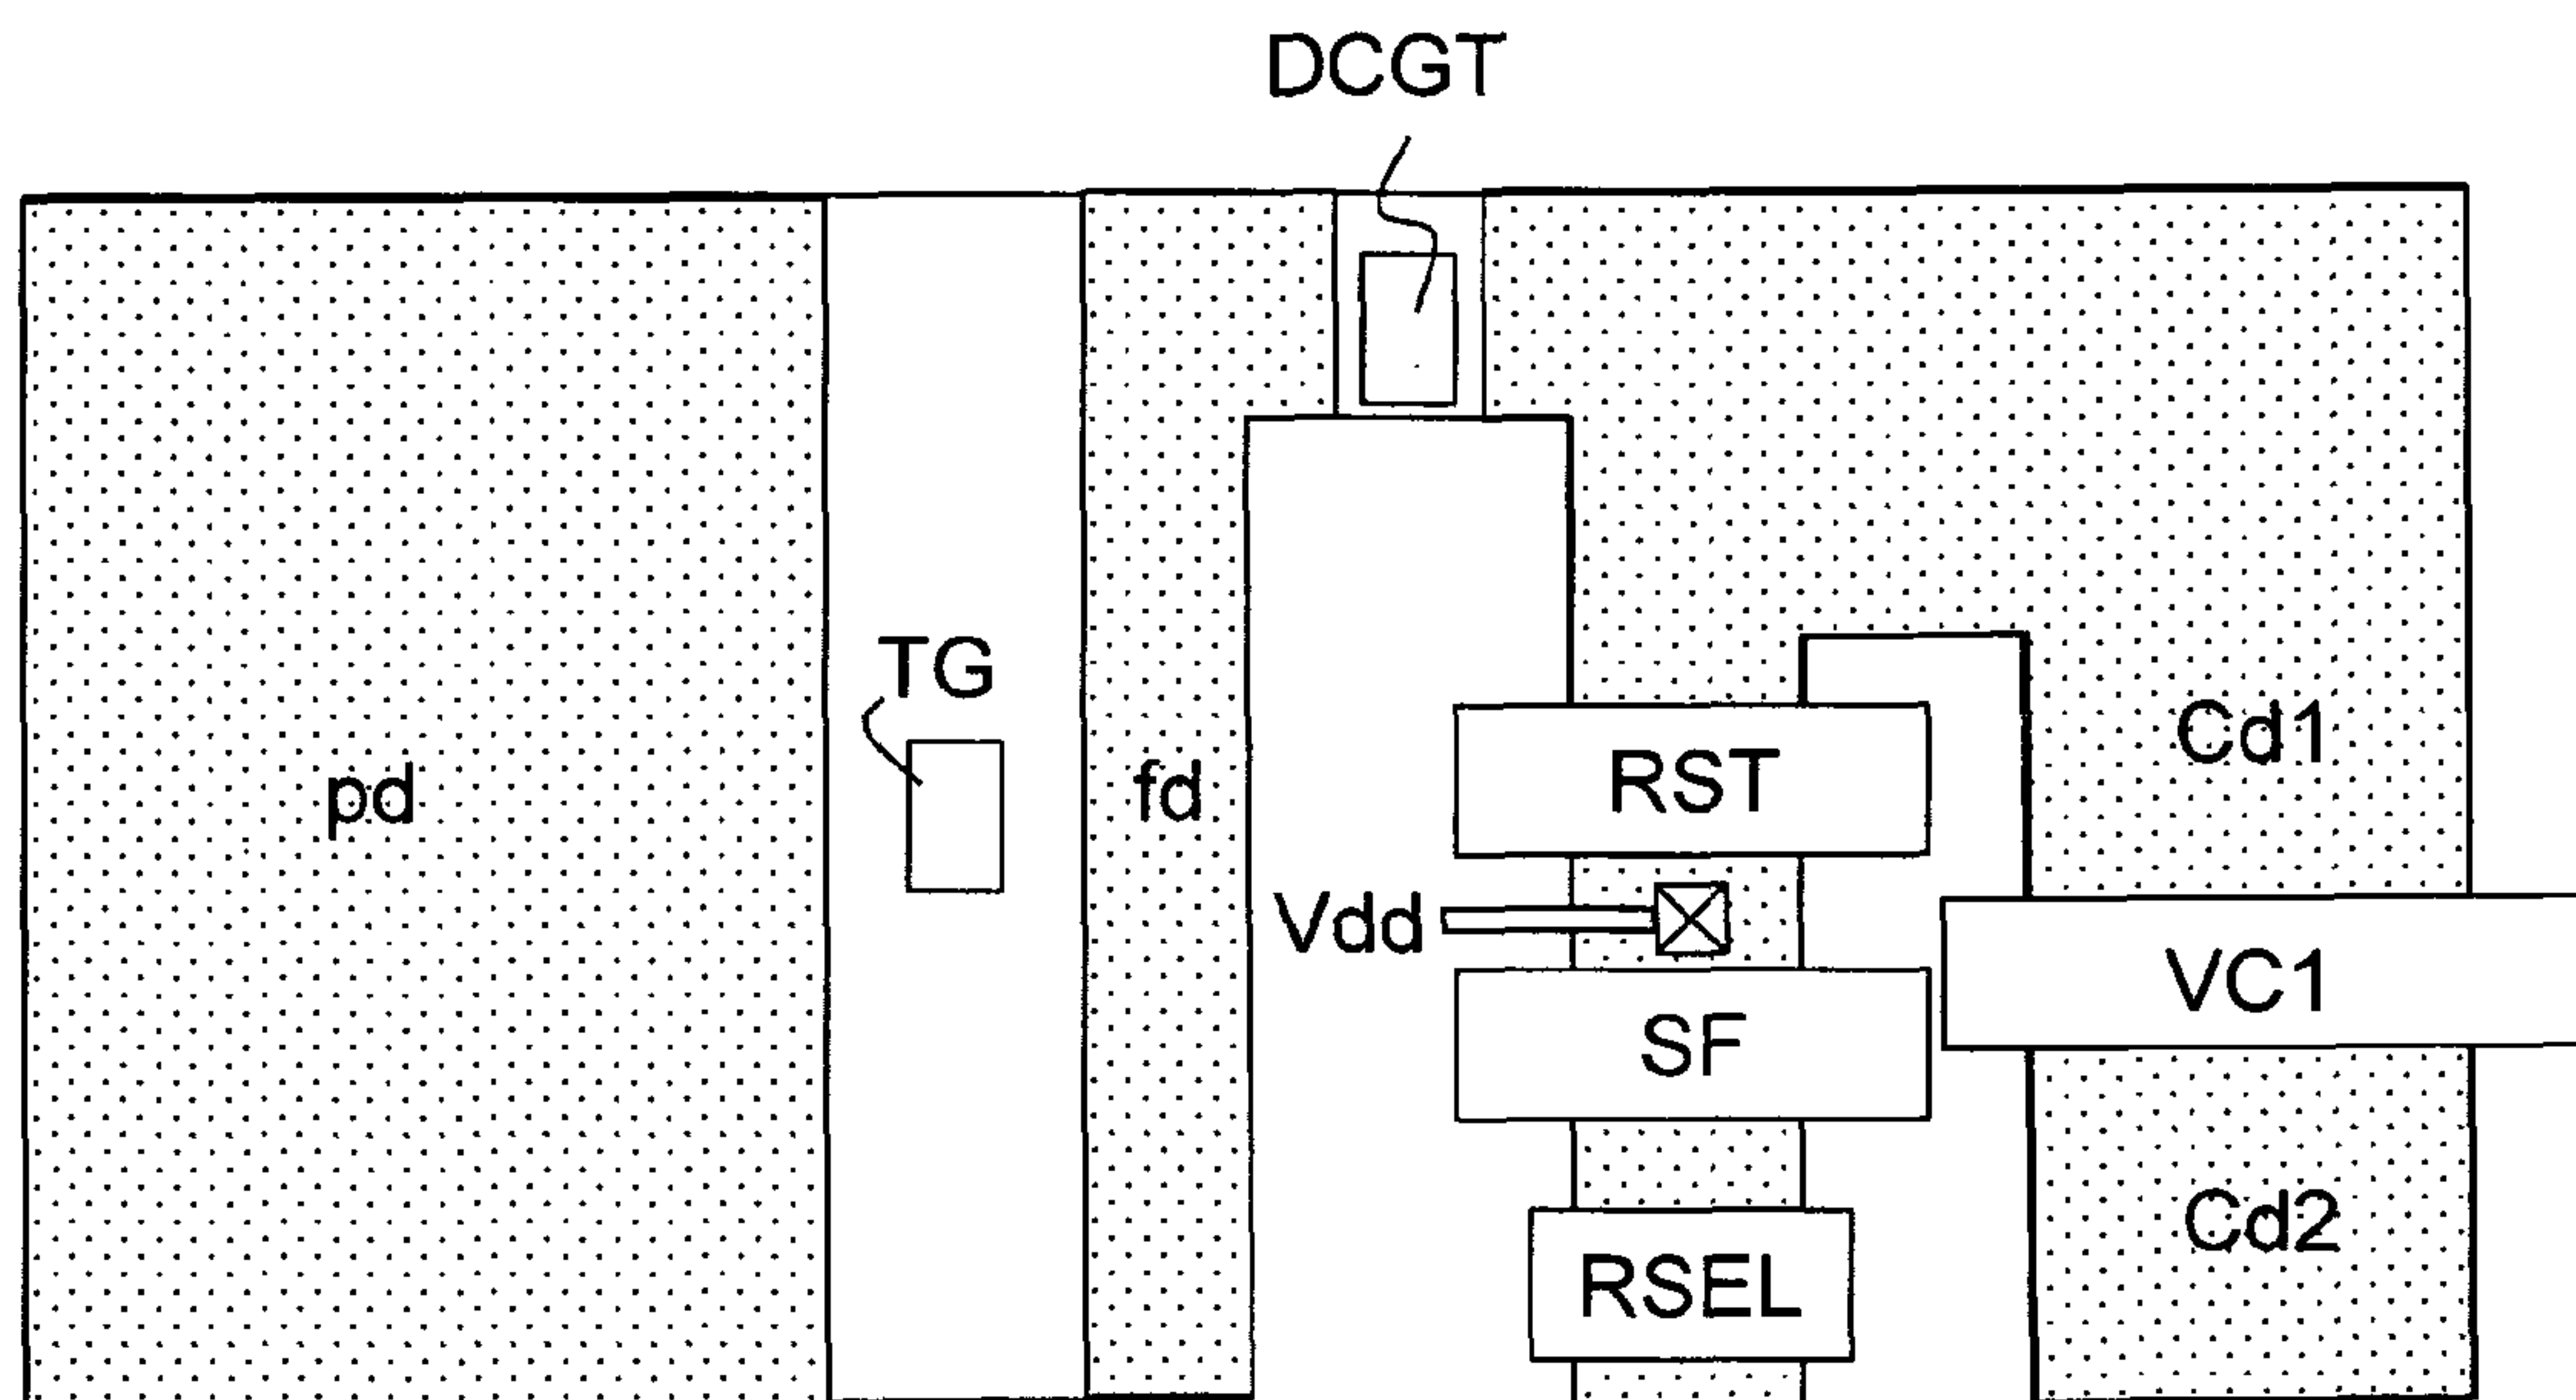 DCGT
TG
pd
fd
RST
Cd1
Vdd
VC1
SF
Cd2
RSEL